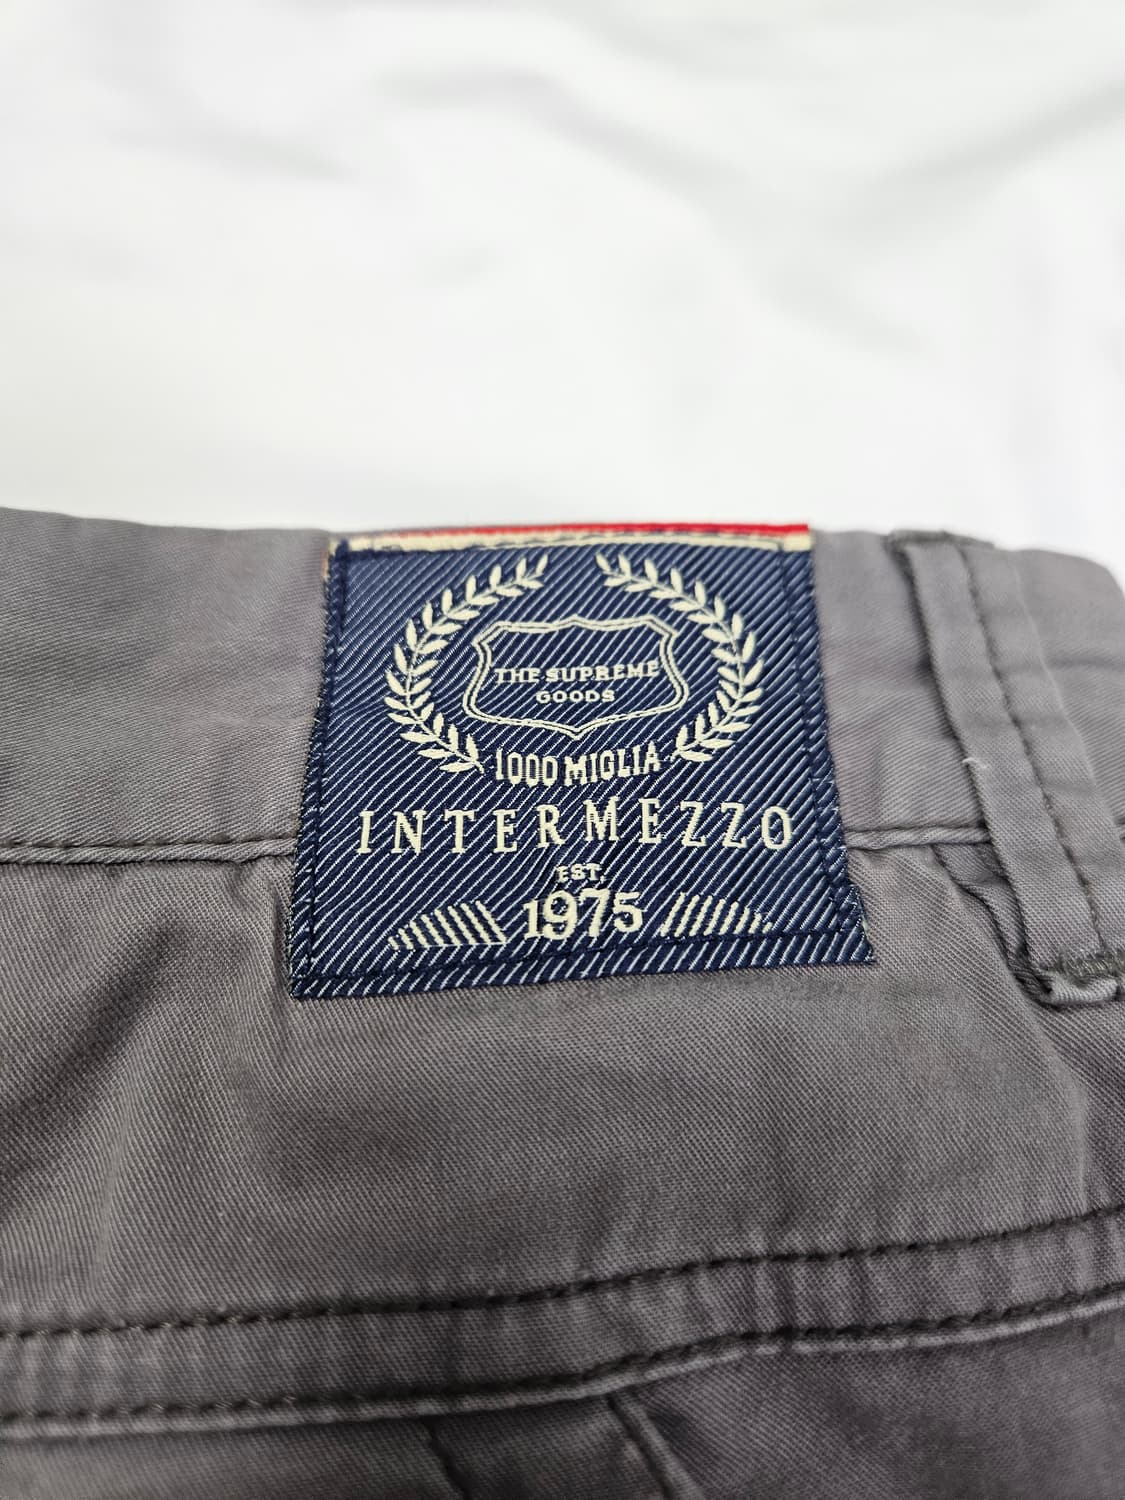 THE SUPREME
GOODS
1000 MIGLIA
INTERMEZZO
EST.
1975